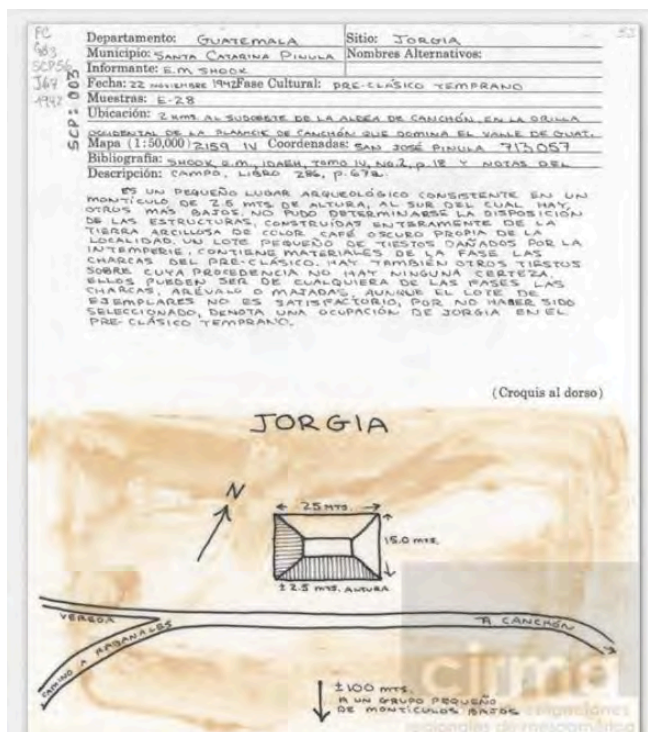 FC
G83
SCP56
J67
1942
SCP: 003
53
Departamento: GUATEMALA Sitio: JORGIA
Municipio: SANTA CATARINA PINULA Nombres Alternativos:
Informante: E.M. SHOOK
Fecha: 22 NOVIEMBRE 1942 Fase Cultural: PRE-CLÁSICO TEMPRANO
Muestras: E-28
Ubicación: 2 KMS AL SUDOESTE DE LA ALDEA DE CANCHÓN, EN LA ORILLA
OCCIDENTAL DE LA PLANICIE DE CANCHÓN QUE DOMINA EL VALLE DE GUAT.
Mapa (1:50,000) 2159 IV Coordenadas: SAN JOSÉ PINULA 713057
Bibliografía: SHOOK, E.M., IDAEH, TOMO IV, NO.2, p.18 Y NOTAS DEL
Descripción: CAMPO, LIBRO 286, p.67a.
ES UN PEQUEÑO LUGAR ARQUEOLÓGICO CONSISTENTE EN UN
MONTÍCULO, DE 2.5 MTS DE ALTURA, AL SUR DEL CUAL HAY,
OTROS MAS BAJOS. NO PUDO DETERMINARSE LA DISPOSICIÓN
DE LAS ESTRUCTURAS, CONSTRUÍDAS ENTERAMENTE DE LA
TIERRA ARCILLOSA DE COLOR CAFÉ OSCURO PROPIA DE LA
LOCALIDAD. UN LOTE PEQUEÑO DE TIESTOS DAÑADOS POR LA
INTEMPERIE, CONTIENE MATERIALES DE LA FASE LAS
CHARCAS DEL PRE-CLÁSICO. HAY TAMBIÉN OTROS TIESTOS
SOBRE CUYA PROCEDENCIA NO HAY NINGUNA CERTEZA.
ELLOS PUEDEN SER DE CUALQUIERA DE LAS FASES LAS
CHARCAS, ARÉVALO O MAJADAS, AUNQUE EL LOTE DE
EJEMPLARES NO ES SATISFACTORIO, POR NO HABER SIDO
SELECCIONADO, DENOTA UNA OCUPACIÓN DE JORGIA EN EL
PRE-CLÁSICO TEMPRANO.
(Croquis al dorso)
JORGIA
N
25 MTS.
15.0 MTS.
± 2.5 MTS. ALTURA
VEREDA
A CANCHÓN
CAMINO A RABANALES
± 100 MTS.
A UN GRUPO PEQUEÑO
DE MONTÍCULOS BAJOS
cirma
regionales de mesoamérica